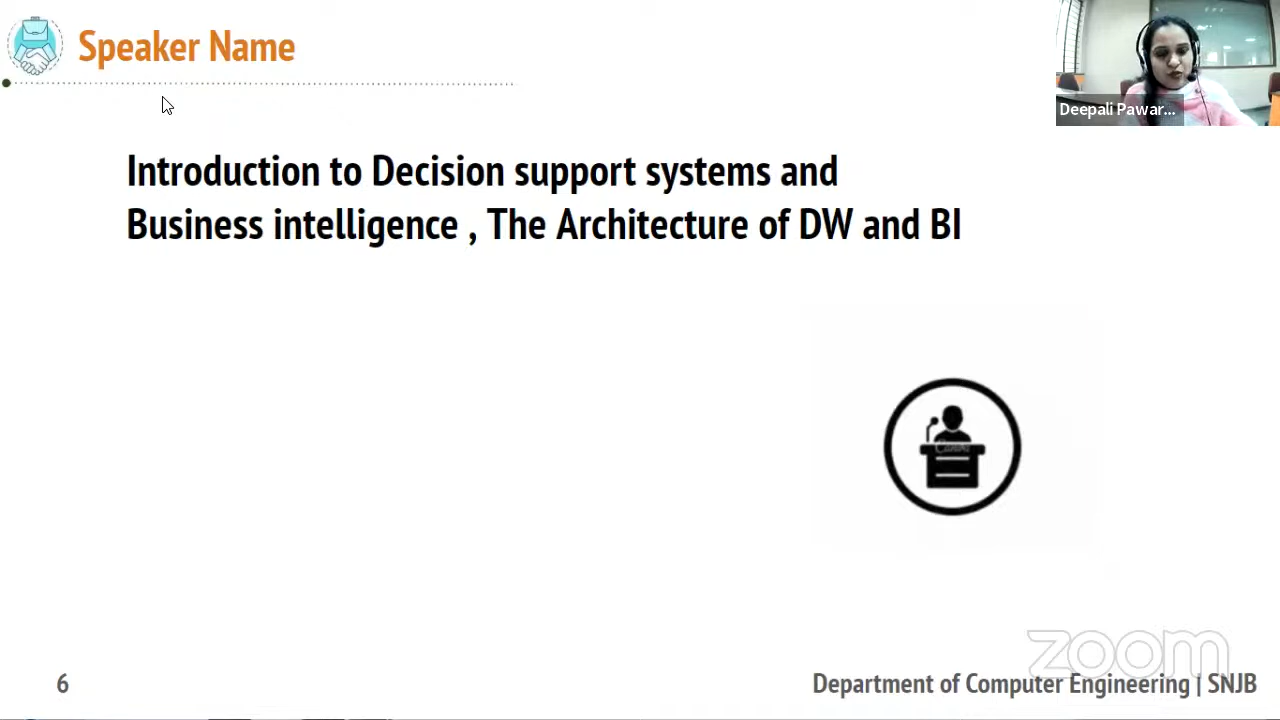 Speaker Name
Deepali Pawar...
Introduction to Decision support systems and
Business intelligence , The Architecture of DW and BI
Canva
zoom
6
Department of Computer Engineering | SNJB